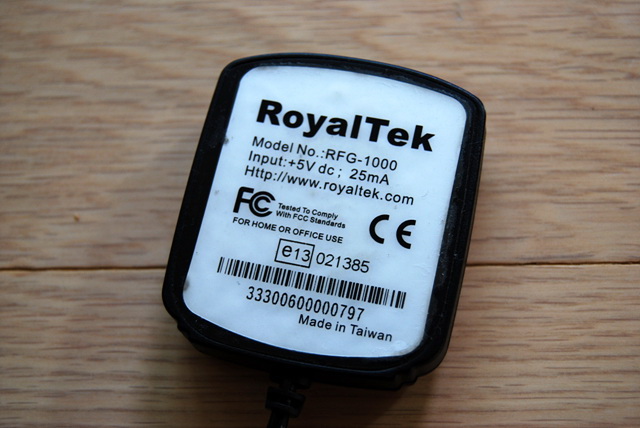 RoyalTek
Model No.:RFG-1000
Input:+5V dc ; 25mA
Http://www.royaltek.com
FC Tested To Comply
With FCC Standards
CE
FOR HOME OR OFFICE USE
e13 021385
33300600000797
Made in Taiwan